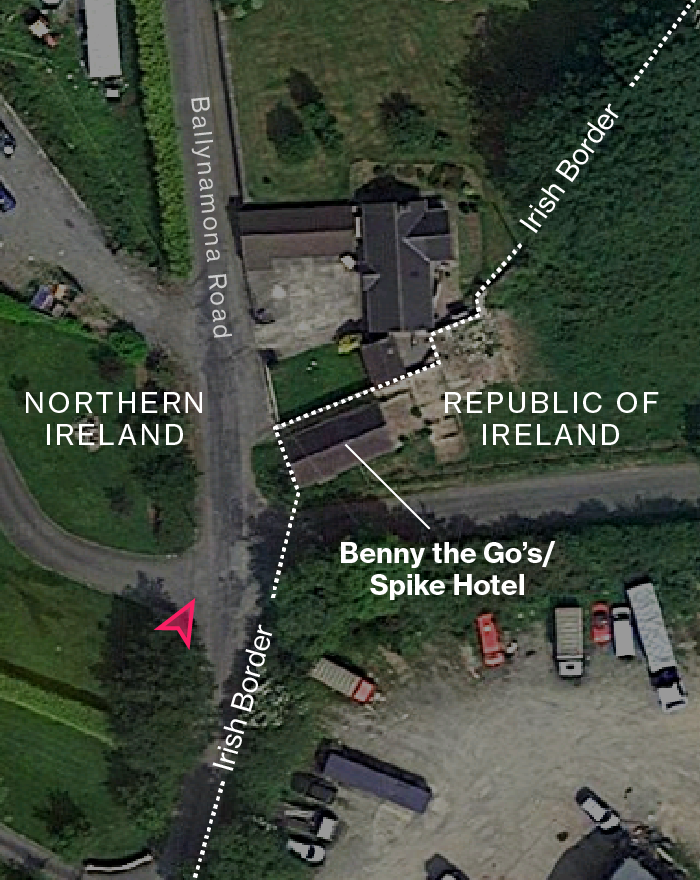 Irish Border
Ballynamona Road
NORTHERN
IRELAND
REPUBLIC OF
IRELAND
Benny the Go’s/
Spike Hotel
Irish Border